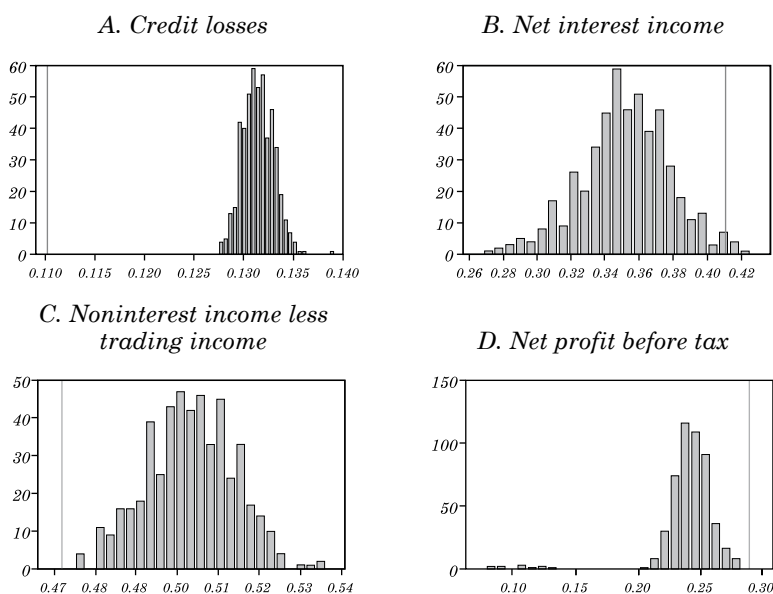 A. Credit losses
B. Net interest income
60
50
40
30
20
10
0
0.110 0.115 0.120 0.125 0.130 0.135 0.140
60
50
40
30
20
10
0
0.26 0.28 0.30 0.32 0.34 0.36 0.38 0.40 0.42
C. Noninterest income less
trading income
D. Net profit before tax
50
40
30
20
10
0
0.47 0.48 0.48 0.50 0.51 0.52 0.53 0.54
150
100
50
0
0.10 0.15 0.20 0.25 0.30